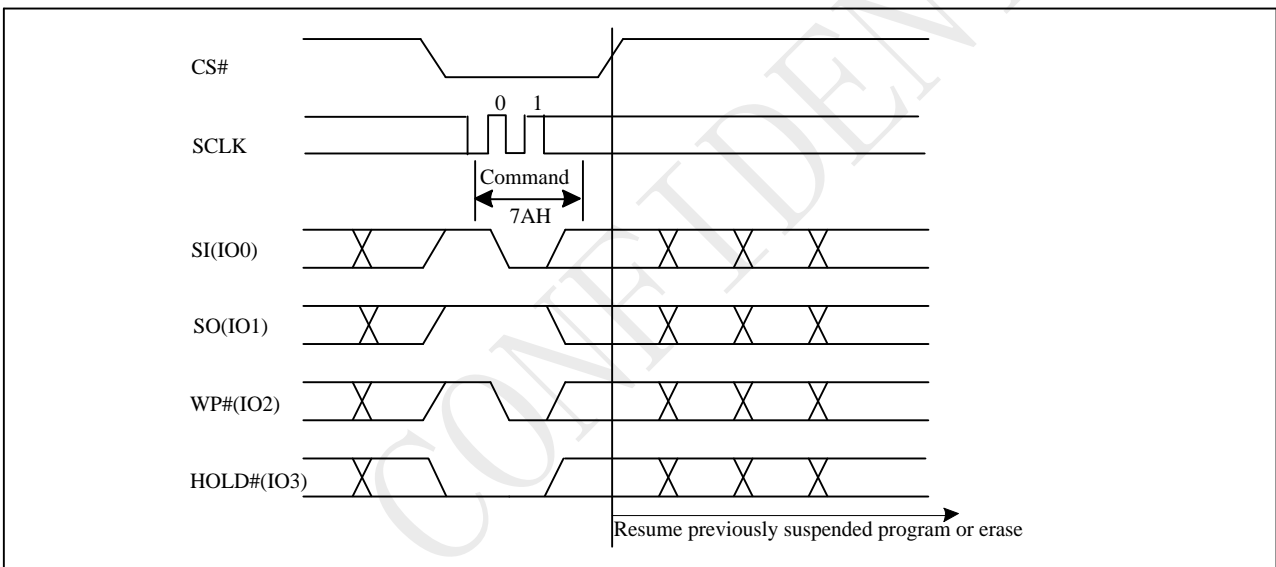 CS#
0 1
SCLK
Command
7AH
SI(IO0)
SO(IO1)
WP#(IO2)
HOLD#(IO3)
Resume previously suspended program or erase
CONFIDEN